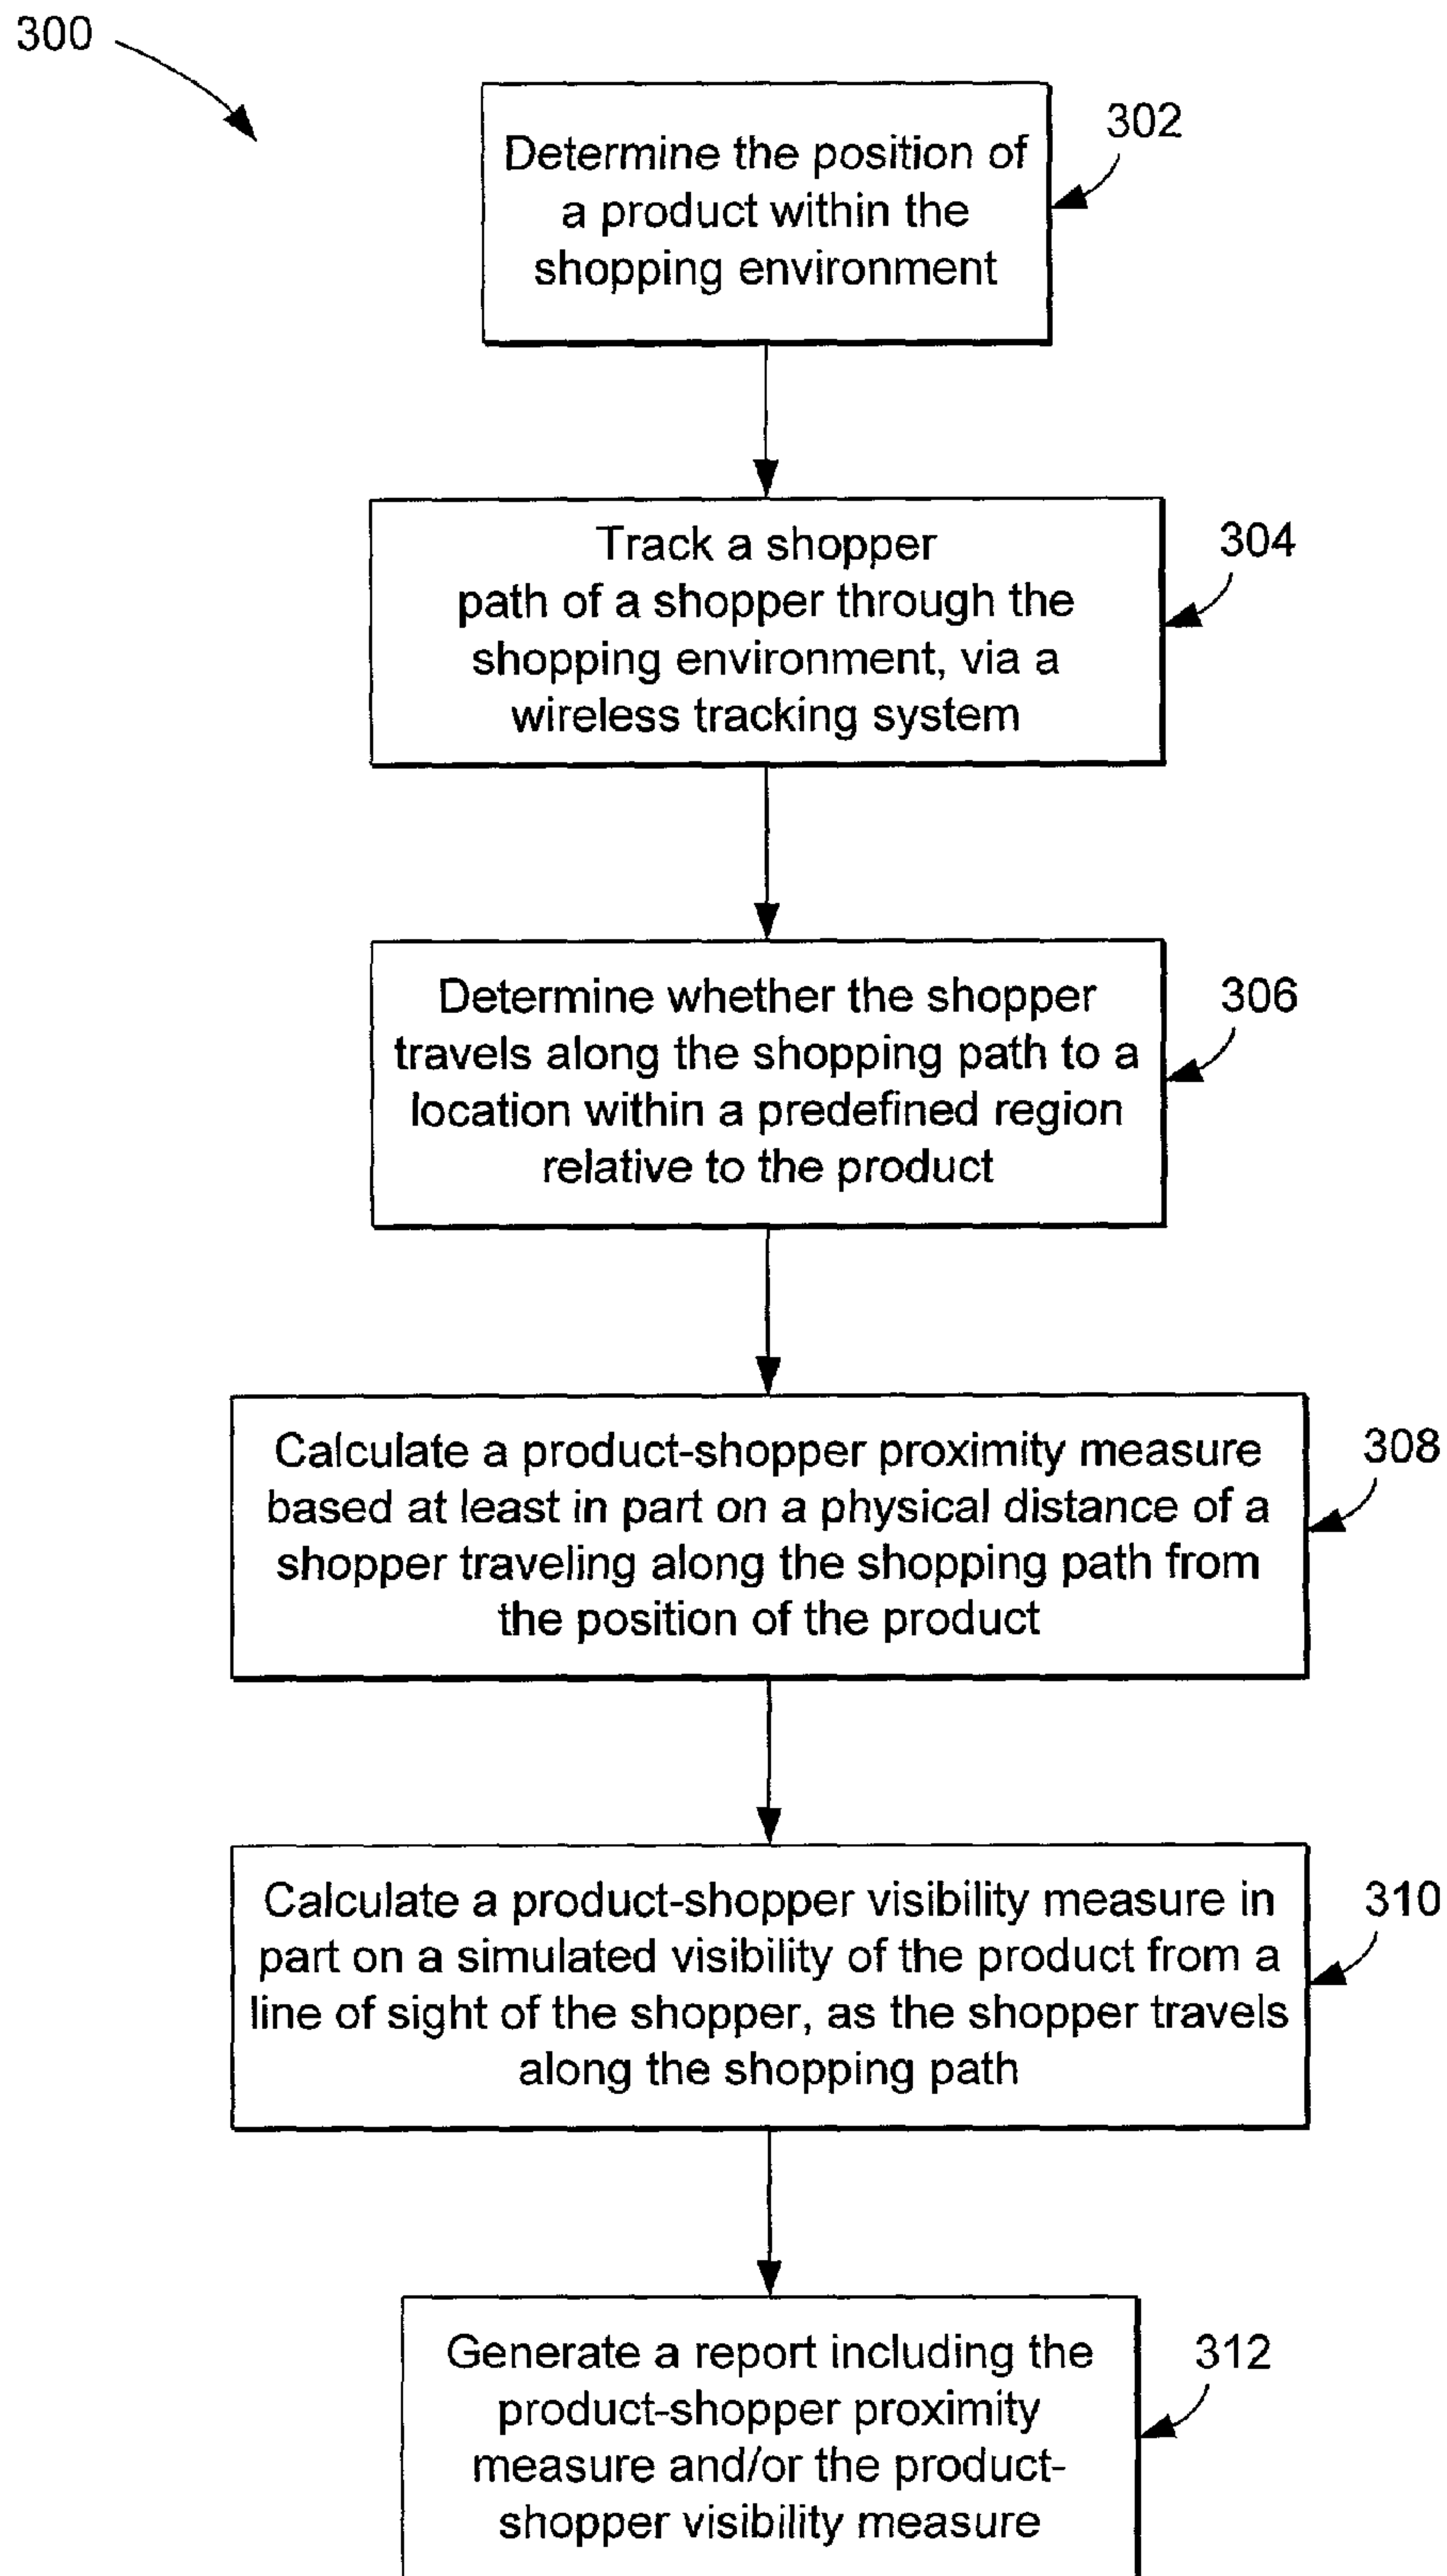 300
302
Determine the position of
a product within the
shopping environment
304
Track a shopper
path of a shopper through the
shopping environment, via a
wireless tracking system
306
Determine whether the shopper
travels along the shopping path to a
location within a predefined region
relative to the product
308
Calculate a product-shopper proximity measure
based at least in part on a physical distance of a
shopper traveling along the shopping path from
the position of the product
310
Calculate a product-shopper visibility measure in
part on a simulated visibility of the product from a
line of sight of the shopper, as the shopper travels
along the shopping path
312
Generate a report including the
product-shopper proximity
measure and/or the product-
shopper visibility measure